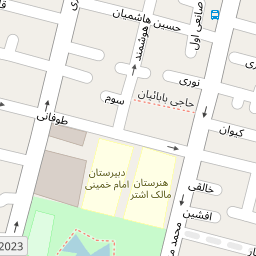 حسین هاشمیان
صانعی اول
هوشمند
نوری
سوم
حاجی بابائیان
طوفانی
کیوان
دبیرستان
امام خمینی
هنرستان
مالک اشتر
خالقی
افشین
محمد
2023